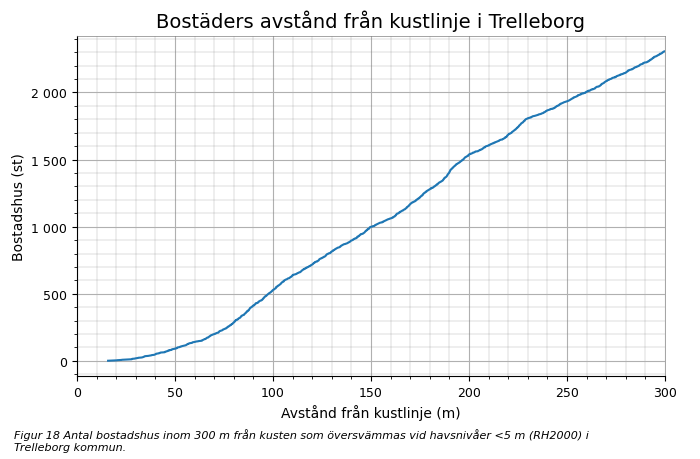 Bostäders avstånd från kustlinje i Trelleborg
2 000
1 500
1 000
500
0
Bostadshus (st)
0 50 100 150 200 250 300
Avstånd från kustlinje (m)
Figur 18 Antal bostadshus inom 300 m från kusten som översvämmas vid havsnivåer <5 m (RH2000) i
Trelleborg kommun.